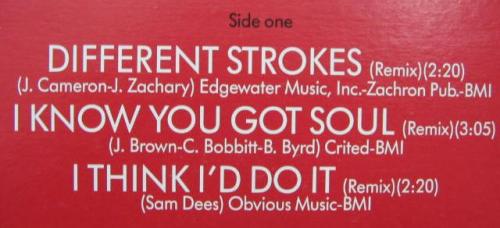 Side one
DIFFERENT STROKES (Remix)(2:20)
(J. Cameron-J. Zachary) Edgewater Music, Inc.-Zachron Pub.-BMI
I KNOW YOU GOT SOUL (Remix)(3:05)
(J. Brown-C. Bobbitt-B. Byrd) Crited-BMI
I THINK I'D DO IT (Remix)(2:20)
(Sam Dees) Obvious Music-BMI